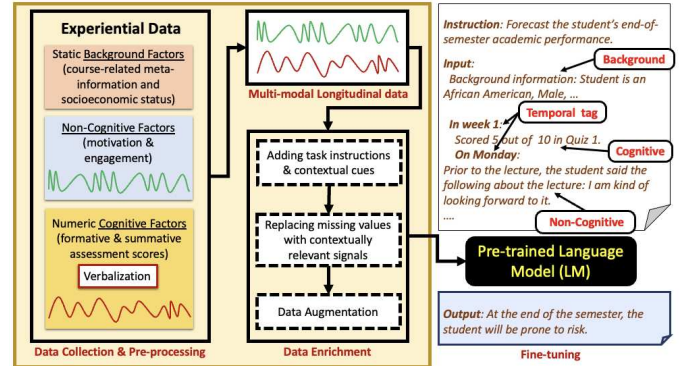 Experiential Data
Static Background Factors
(course-related meta-
information and
socioeconomic status)
Non-Cognitive Factors
(motivation &
engagement)
Numeric Cognitive Factors
(formative & summative
assessment scores)
Verbalization
Data Collection & Pre-processing
Multi-modal Longitudinal data
Adding task instructions
& contextual cues
Replacing missing values
with contextually
relevant signals
Data Augmentation
Data Enrichment
Instruction: Forecast the student's end-of-
semester academic performance.
Input:
Background
Background information: Student is an
African American, Male, ...
Temporal tag
In week 1:
Scored 5 out of 10 in Quiz 1.
Cognitive
On Monday:
Prior to the lecture, the student said the
following about the lecture: I am kind of
looking forward to it.
....
Non-Cognitive
Pre-trained Language
Model (LM)
Output: At the end of the semester, the
student will be prone to risk.
Fine-tuning